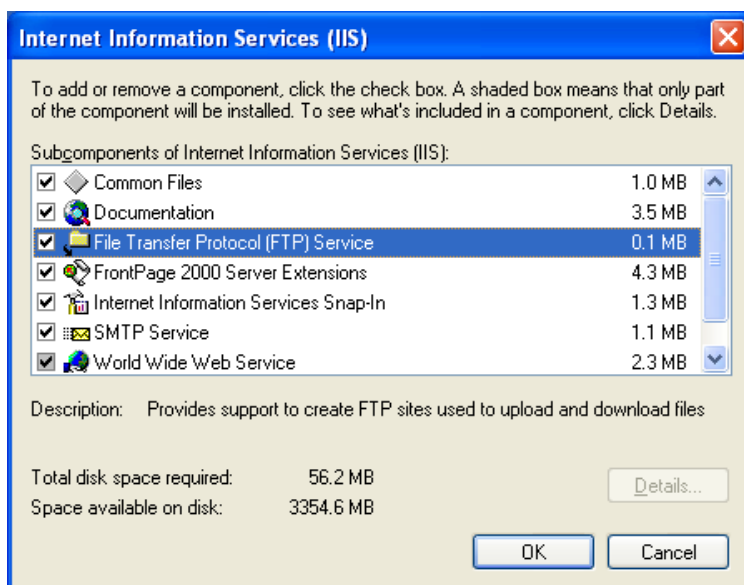 Internet Information Services (IIS)
To add or remove a component, click the check box. A shaded box means that only part
of the component will be installed. To see what's included in a component, click Details.
Subcomponents of Internet Information Services (IIS):
Common Files 1.0 MB
Documentation 3.5 MB
File Transfer Protocol (FTP) Service 0.1 MB
FrontPage 2000 Server Extensions 4.3 MB
Internet Information Services Snap-In 1.3 MB
SMTP Service 1.1 MB
World Wide Web Service 2.3 MB
Description: Provides support to create FTP sites used to upload and download files
Total disk space required: 56.2 MB
Details...
Space available on disk: 3354.6 MB
OK Cancel